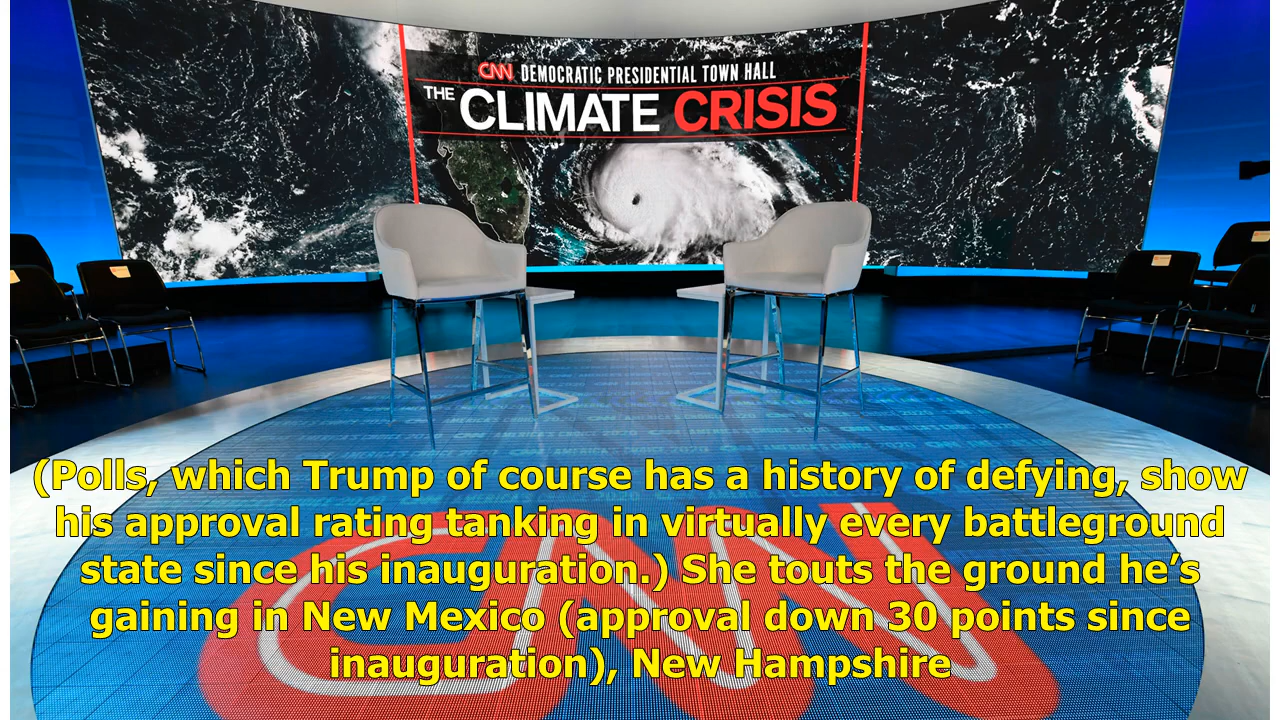 CNN DEMOCRATIC PRESIDENTIAL TOWN HALL
THE CLIMATE CRISIS
(Polls, which Trump of course has a history of defying, show
his approval rating tanking in virtually every battleground
state since his inauguration.) She touts the ground he’s
gaining in New Mexico (approval down 30 points since
inauguration), New Hampshire
CNN